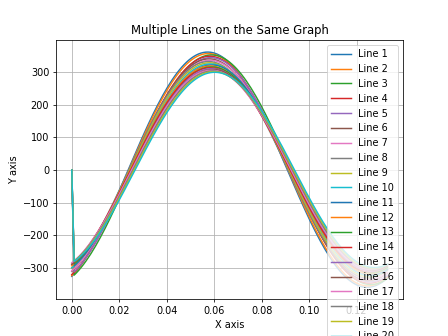 Multiple Lines on the Same Graph
Y axis
300
200
100
0
−100
−200
−300
0.00
0.02
0.04
0.06
0.08
0.10
X axis
Line 1
Line 2
Line 3
Line 4
Line 5
Line 6
Line 7
Line 8
Line 9
Line 10
Line 11
Line 12
Line 13
Line 14
Line 15
Line 16
Line 17
Line 18
Line 19
Line 20